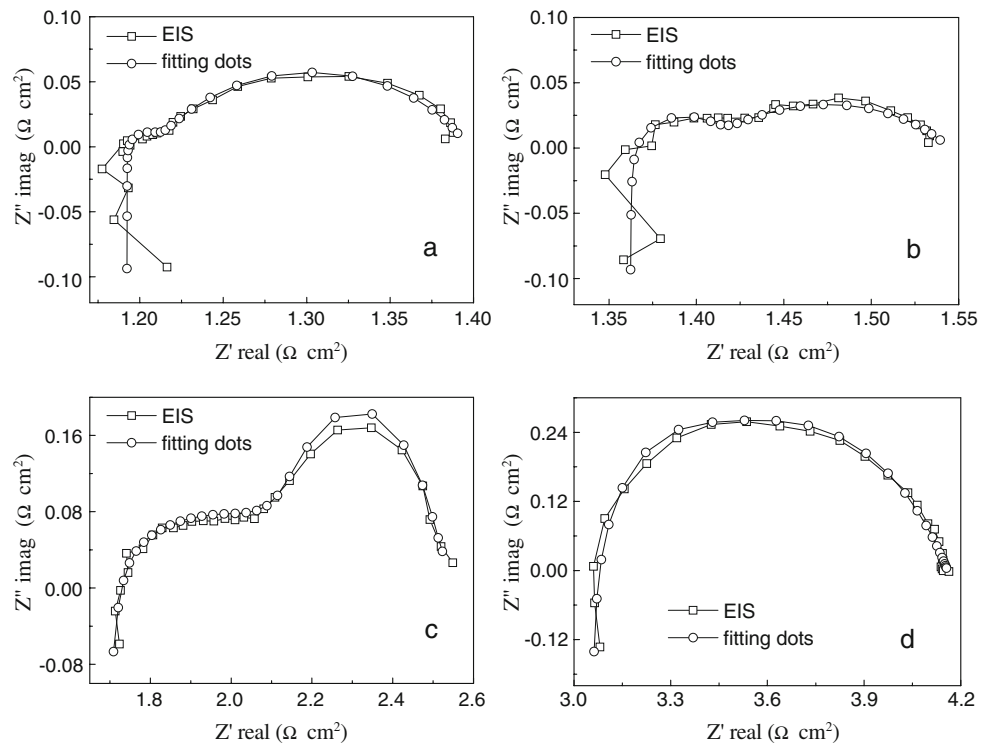 0.10
0.05
0.00
-0.05
-0.10
Z" imag (Ω cm²)
EIS
fitting dots
a
1.20
1.25
1.30
1.35
1.40
Z' real (Ω cm²)
0.10
0.05
0.00
-0.05
-0.10
Z" imag (Ω cm²)
EIS
fitting dots
b
1.35
1.40
1.45
1.50
1.55
Z' real (Ω cm²)
0.16
0.08
0.00
-0.08
Z" imag (Ω cm²)
EIS
fitting dots
c
1.8
2.0
2.2
2.4
2.6
Z' real (Ω cm²)
0.24
0.12
0.00
-0.12
Z" imag (Ω cm²)
EIS
fitting dots
d
3.0
3.3
3.6
3.9
4.2
Z' real (Ω cm²)